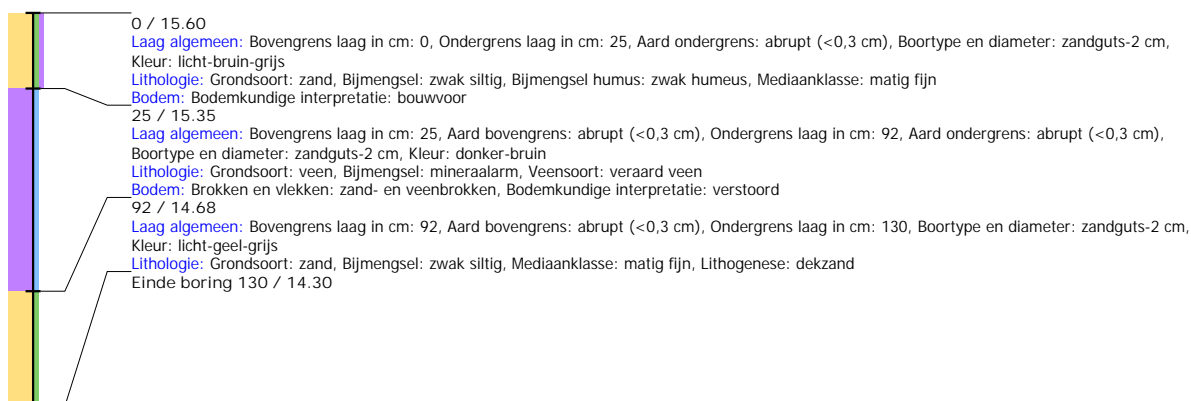 0 / 15.60
Laag algemeen: Bovengrens laag in cm: 0, Ondergrens laag in cm: 25, Aard ondergrens: abrupt (<0,3 cm), Boortype en diameter: zandguts-2 cm,
Kleur: licht-bruin-grijs
Lithologie: Grondsoort: zand, Bijmengsel: zwak siltig, Bijmengsel humus: zwak humeus, Mediaanklasse: matig fijn
Bodem: Bodemkundige interpretatie: bouwvoor
25 / 15.35
Laag algemeen: Bovengrens laag in cm: 25, Aard bovengrens: abrupt (<0,3 cm), Ondergrens laag in cm: 92, Aard ondergrens: abrupt (<0,3 cm),
Boortype en diameter: zandguts-2 cm, Kleur: donker-bruin
Lithologie: Grondsoort: veen, Bijmengsel: mineraalarm, Veensoort: veraard veen
Bodem: Brokken en vlekken: zand- en veenbrokken, Bodemkundige interpretatie: verstoord
92 / 14.68
Laag algemeen: Bovengrens laag in cm: 92, Aard bovengrens: abrupt (<0,3 cm), Ondergrens laag in cm: 130, Boortype en diameter: zandguts-2 cm,
Kleur: licht-geel-grijs
Lithologie: Grondsoort: zand, Bijmengsel: zwak siltig, Mediaanklasse: matig fijn, Lithogenese: dekzand
Einde boring 130 / 14.30